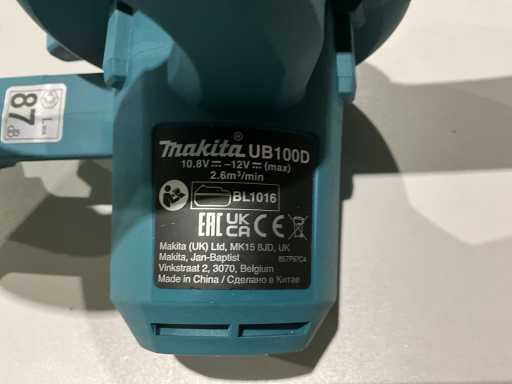 makita UB100D
10.8V ⎓ –12V ⎓ (max)
2.6m³/min
BL1016
EAC UK CA CE
Makita (UK) Ltd, MK15 8JD, UK
Makita, Jan-Baptist
Vinkstraat 2, 3070, Belgium
Made in China / Сделано в Китае
87